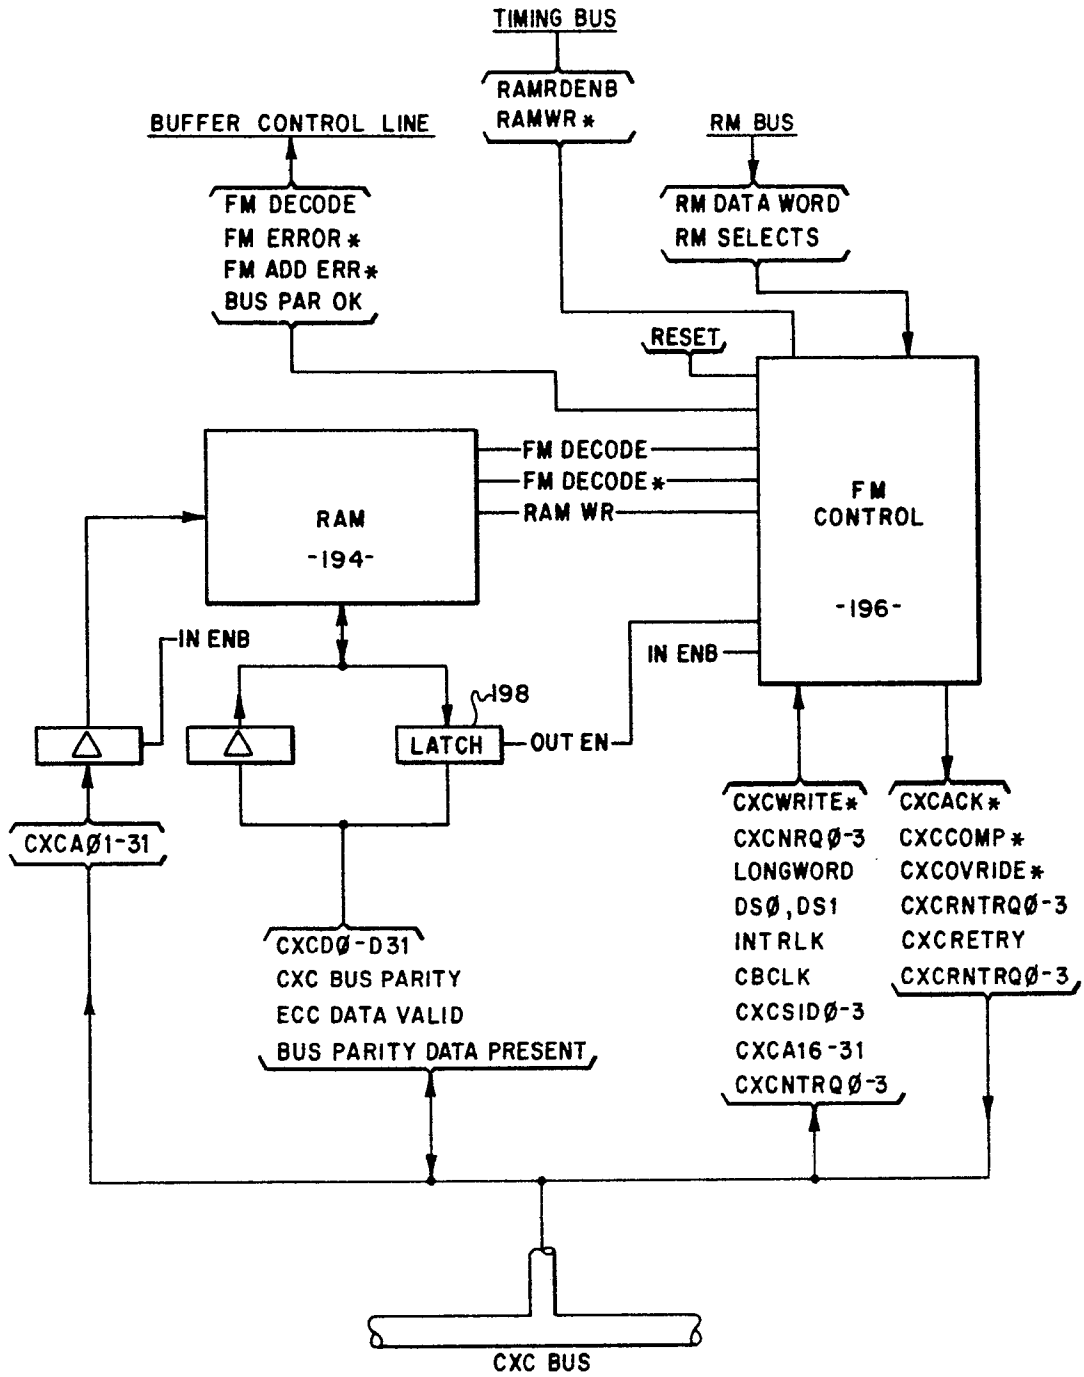 TIMING BUS
RAMRDENB
RAMWR*
BUFFER CONTROL LINE
RM BUS
FM DECODE
FM ERROR*
FM ADD ERR*
BUS PAR OK
RM DATA WORD
RM SELECTS
RESET
RAM
-194-
FM DECODE
FM DECODE*
RAM WR
FM
CONTROL
-196-
IN ENB
IN ENB
198
LATCH
OUT EN
CXCAØ1-31
CXCDØ-D31
CXC BUS PARITY
ECC DATA VALID
BUS PARITY DATA PRESENT
CXCWRITE*
CXCNRQØ-3
LONGWORD
DSØ,DS1
INTRLK
CBCLK
CXCSIDØ-3
CXCA16-31
CXCNTRQØ-3
CXCACK*
CXCCOMP*
CXCOVRIDE*
CXCRNTRQØ-3
CXCRETRY
CXCRNTRQØ-3
CXC BUS